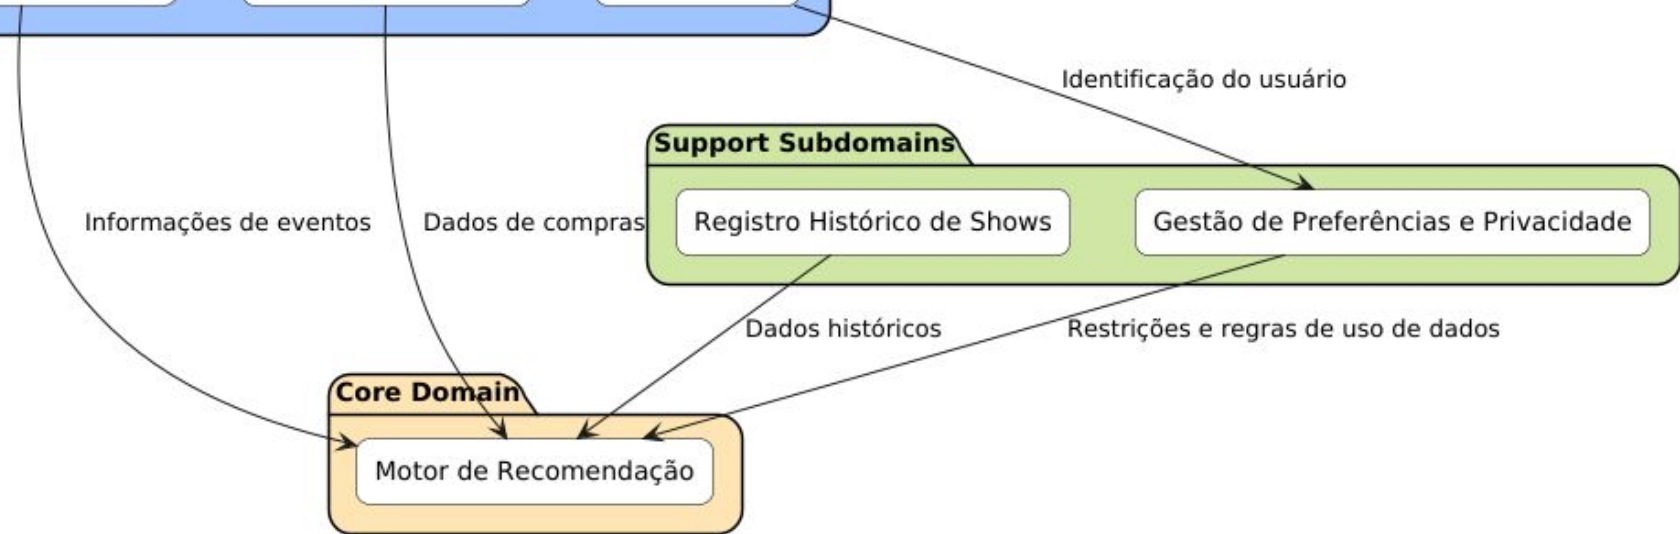 Identificação do usuário
Support Subdomains
Informações de eventos
Dados de compras
Registro Histórico de Shows
Gestão de Preferências e Privacidade
Dados históricos
Restrições e regras de uso de dados
Core Domain
Motor de Recomendação